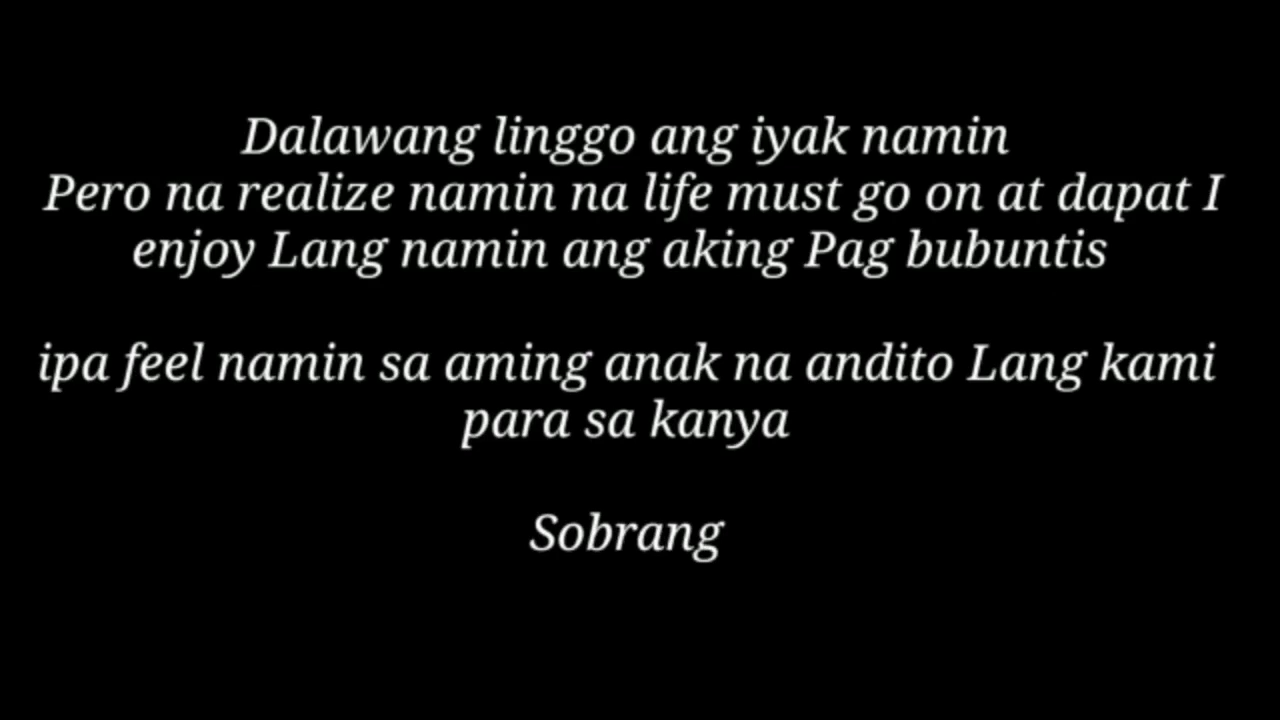 Dalawang linggo ang iyak namin
Pero na realize namin na life must go on at dapat I
enjoy Lang namin ang aking Pag bubuntis
ipa feel namin sa aming anak na andito Lang kami
para sa kanya
Sobrang